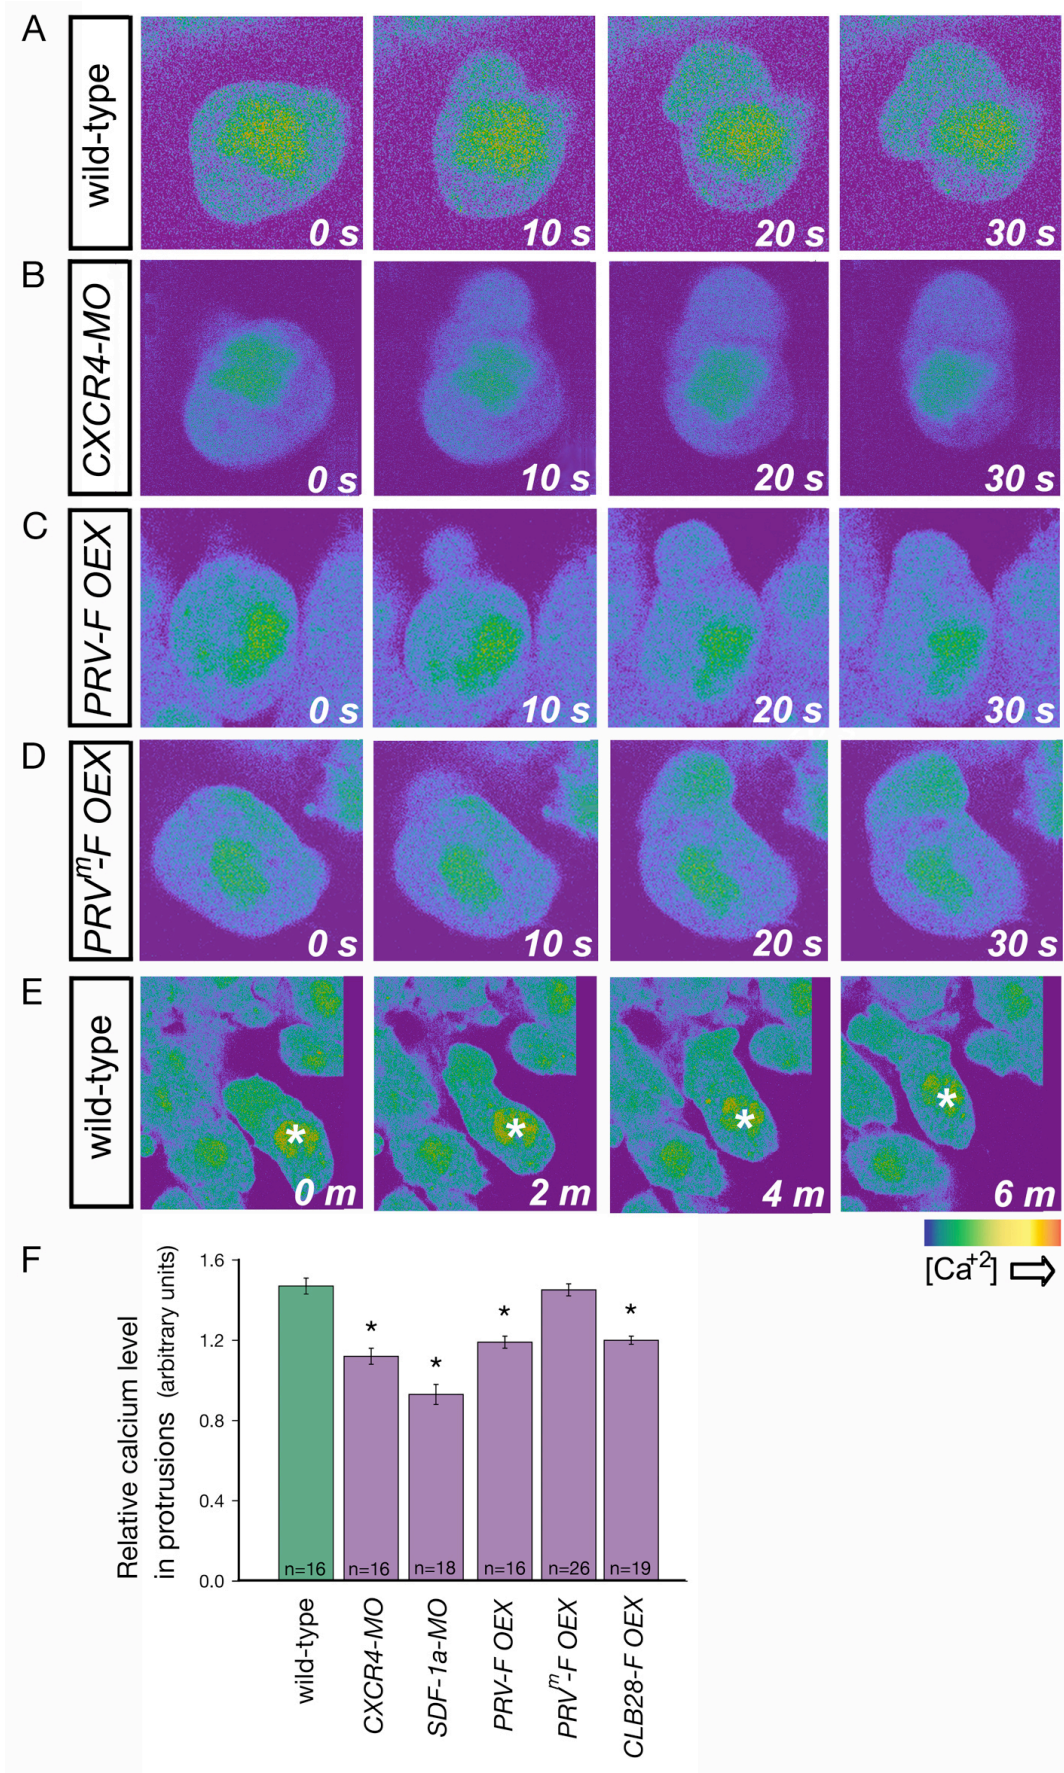 A
wild-type
0 s
10 s
20 s
30 s
B
CXCR4-MO
0 s
10 s
20 s
30 s
C
PRV-F OEX
0 s
10 s
20 s
30 s
D
PRVm-F OEX
0 s
10 s
20 s
30 s
E
wild-type
*
*
*
*
0 m
2 m
4 m
6 m
[Ca+2]
F
Relative calcium level
in protrusions (arbitrary units)
1.6
1.2
0.8
0.4
0.0
*
*
*
*
n=16
n=16
n=18
n=16
n=26
n=19
wild-type
CXCR4-MO
SDF-1a-MO
PRV-F OEX
PRVm-F OEX
CLB28-F OEX